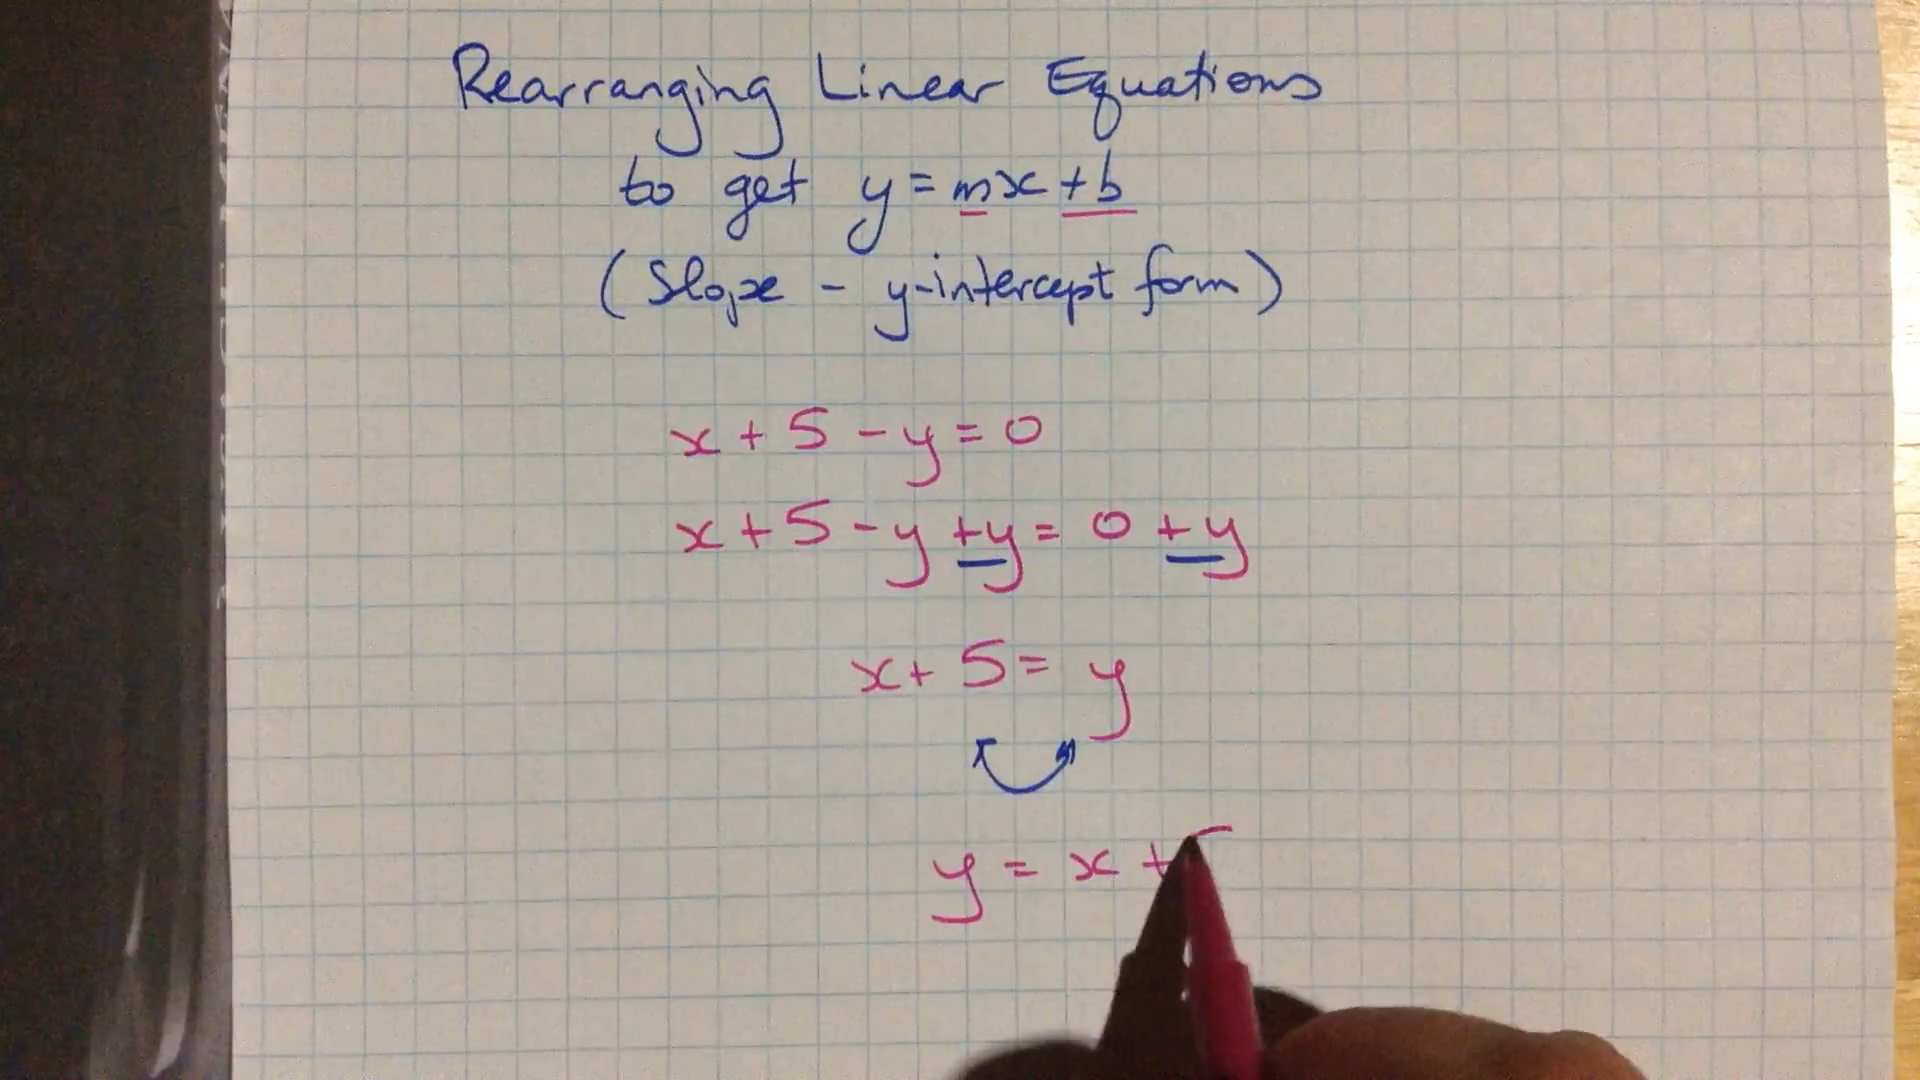 Rearranging Linear Equations
to get y = mx + b
(Slope - y-intercept form)
x + 5 - y = 0
x + 5 - y + y = 0 + y
x + 5 = y
y = x +